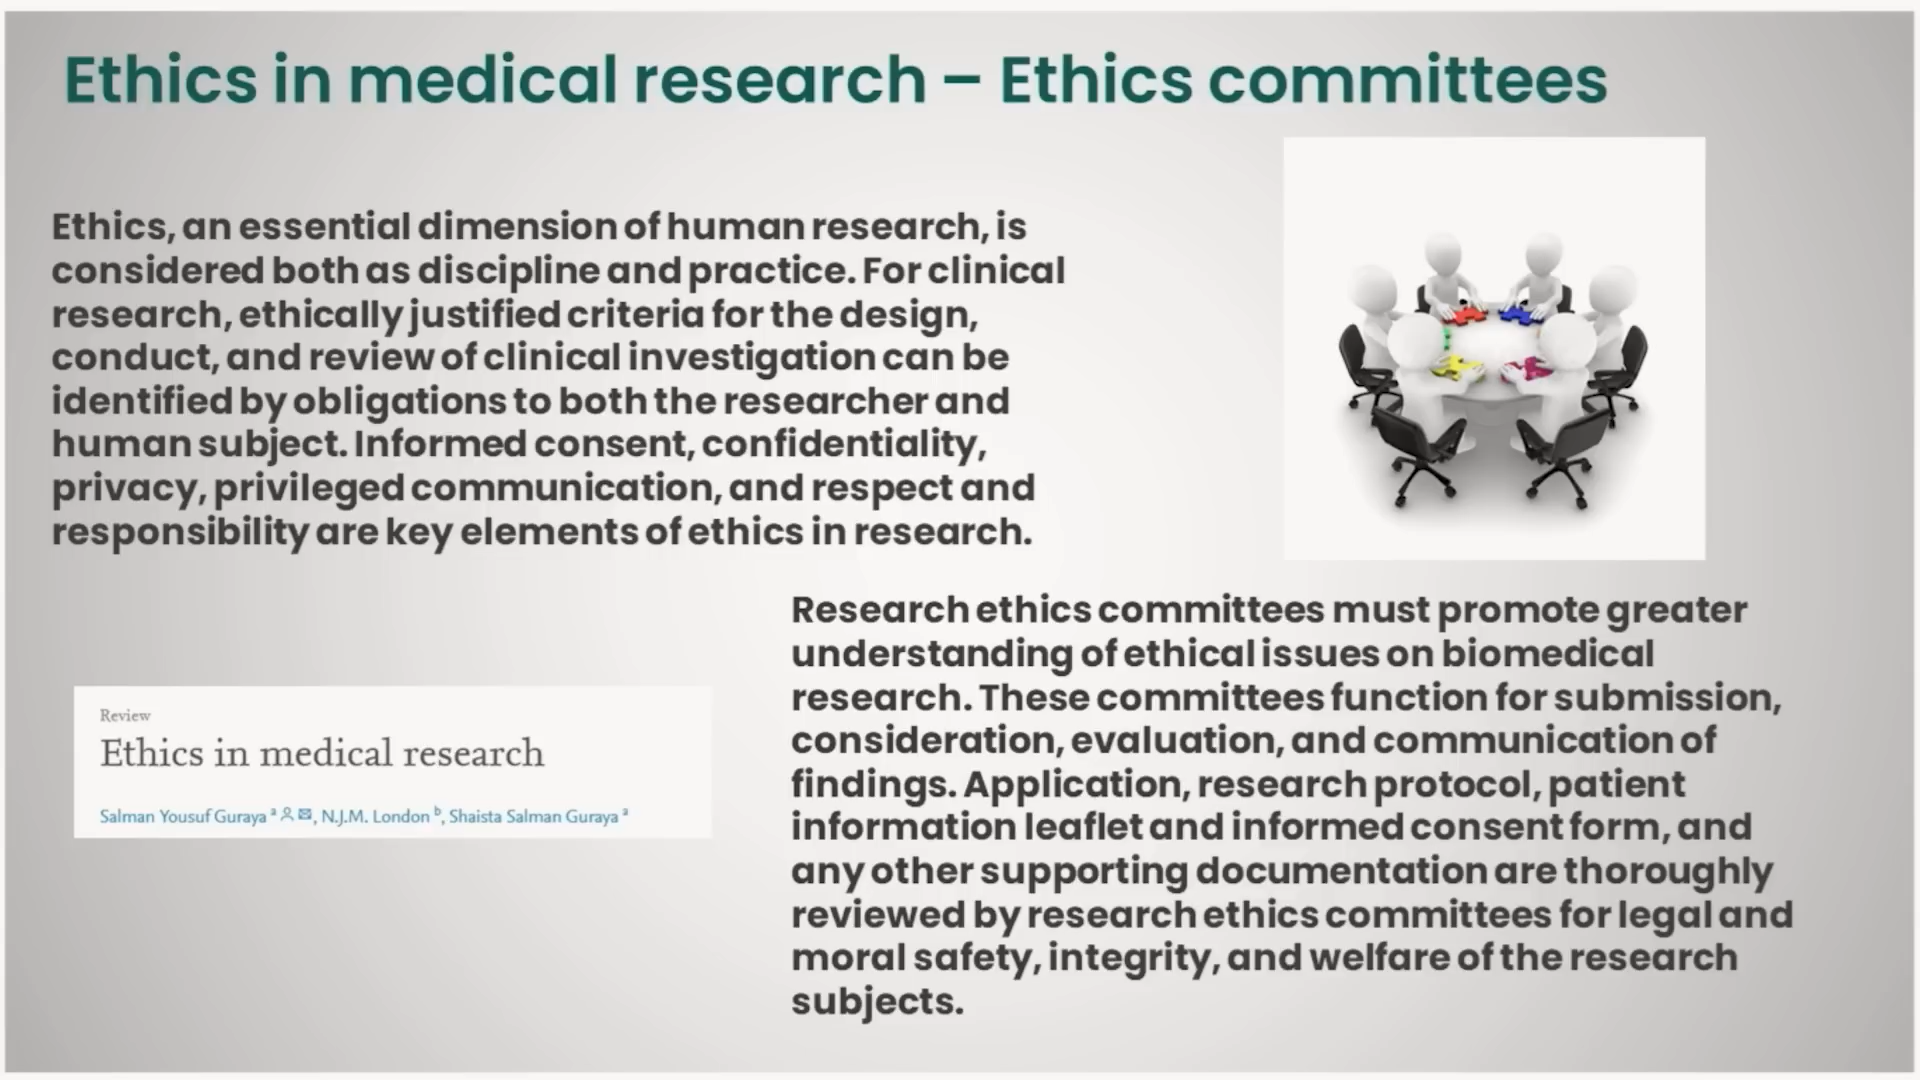 Ethics in medical research – Ethics committees
Ethics, an essential dimension of human research, is
considered both as discipline and practice. For clinical
research, ethically justified criteria for the design,
conduct, and review of clinical investigation can be
identified by obligations to both the researcher and
human subject. Informed consent, confidentiality,
privacy, privileged communication, and respect and
responsibility are key elements of ethics in research.
Review
Ethics in medical research
Salman Yousuf Guraya a, N.J.M. London b, Shaista Salman Guraya a
Research ethics committees must promote greater
understanding of ethical issues on biomedical
research. These committees function for submission,
consideration, evaluation, and communication of
findings. Application, research protocol, patient
information leaflet and informed consent form, and
any other supporting documentation are thoroughly
reviewed by research ethics committees for legal and
moral safety, integrity, and welfare of the research
subjects.